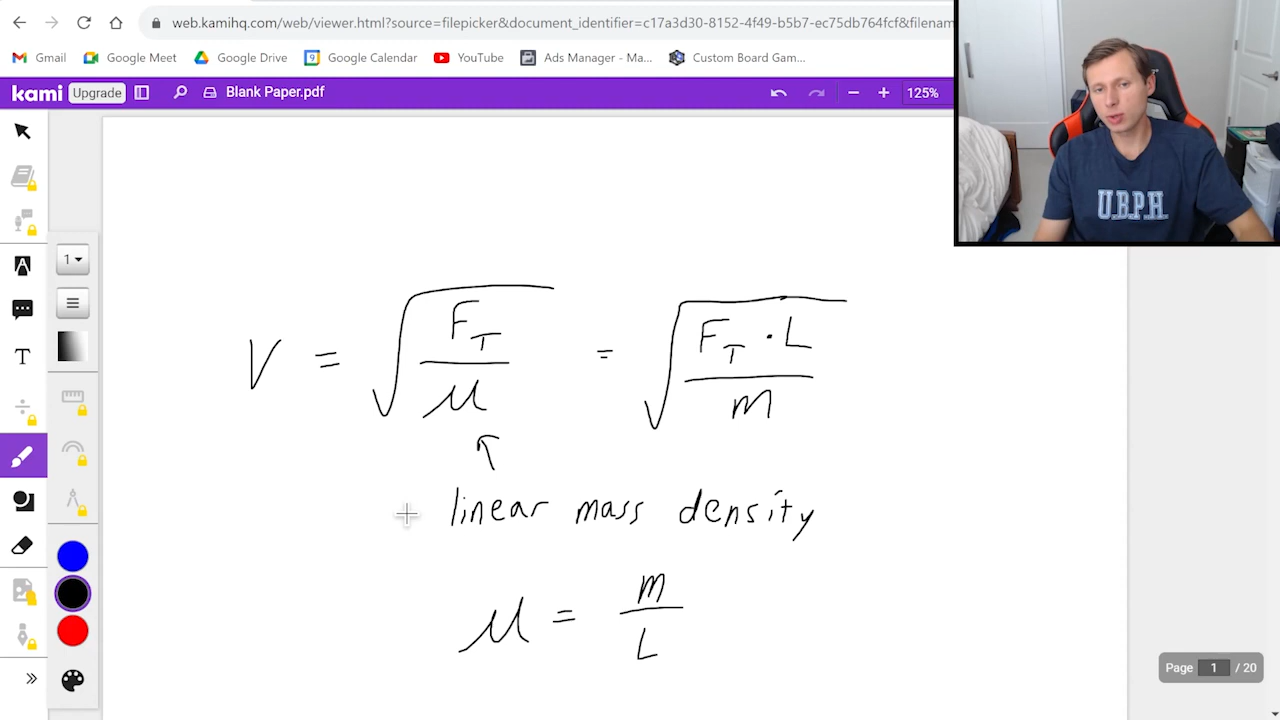 web.kamihq.com/web/viewer.html?source=filepicker&document_identifier=c17a3d30-8152-4f49-b5b7-ec75db764fcf&filenam
Gmail Google Meet Google Drive 9 Google Calendar YouTube Ads Manager - Ma... Custom Board Gam...
kami Upgrade Blank Paper.pdf 125%
UBPH
A
1
T
V = √(F_T / μ) = √(F_T · L / m)
linear mass density
μ = m / L
Page 1 / 20